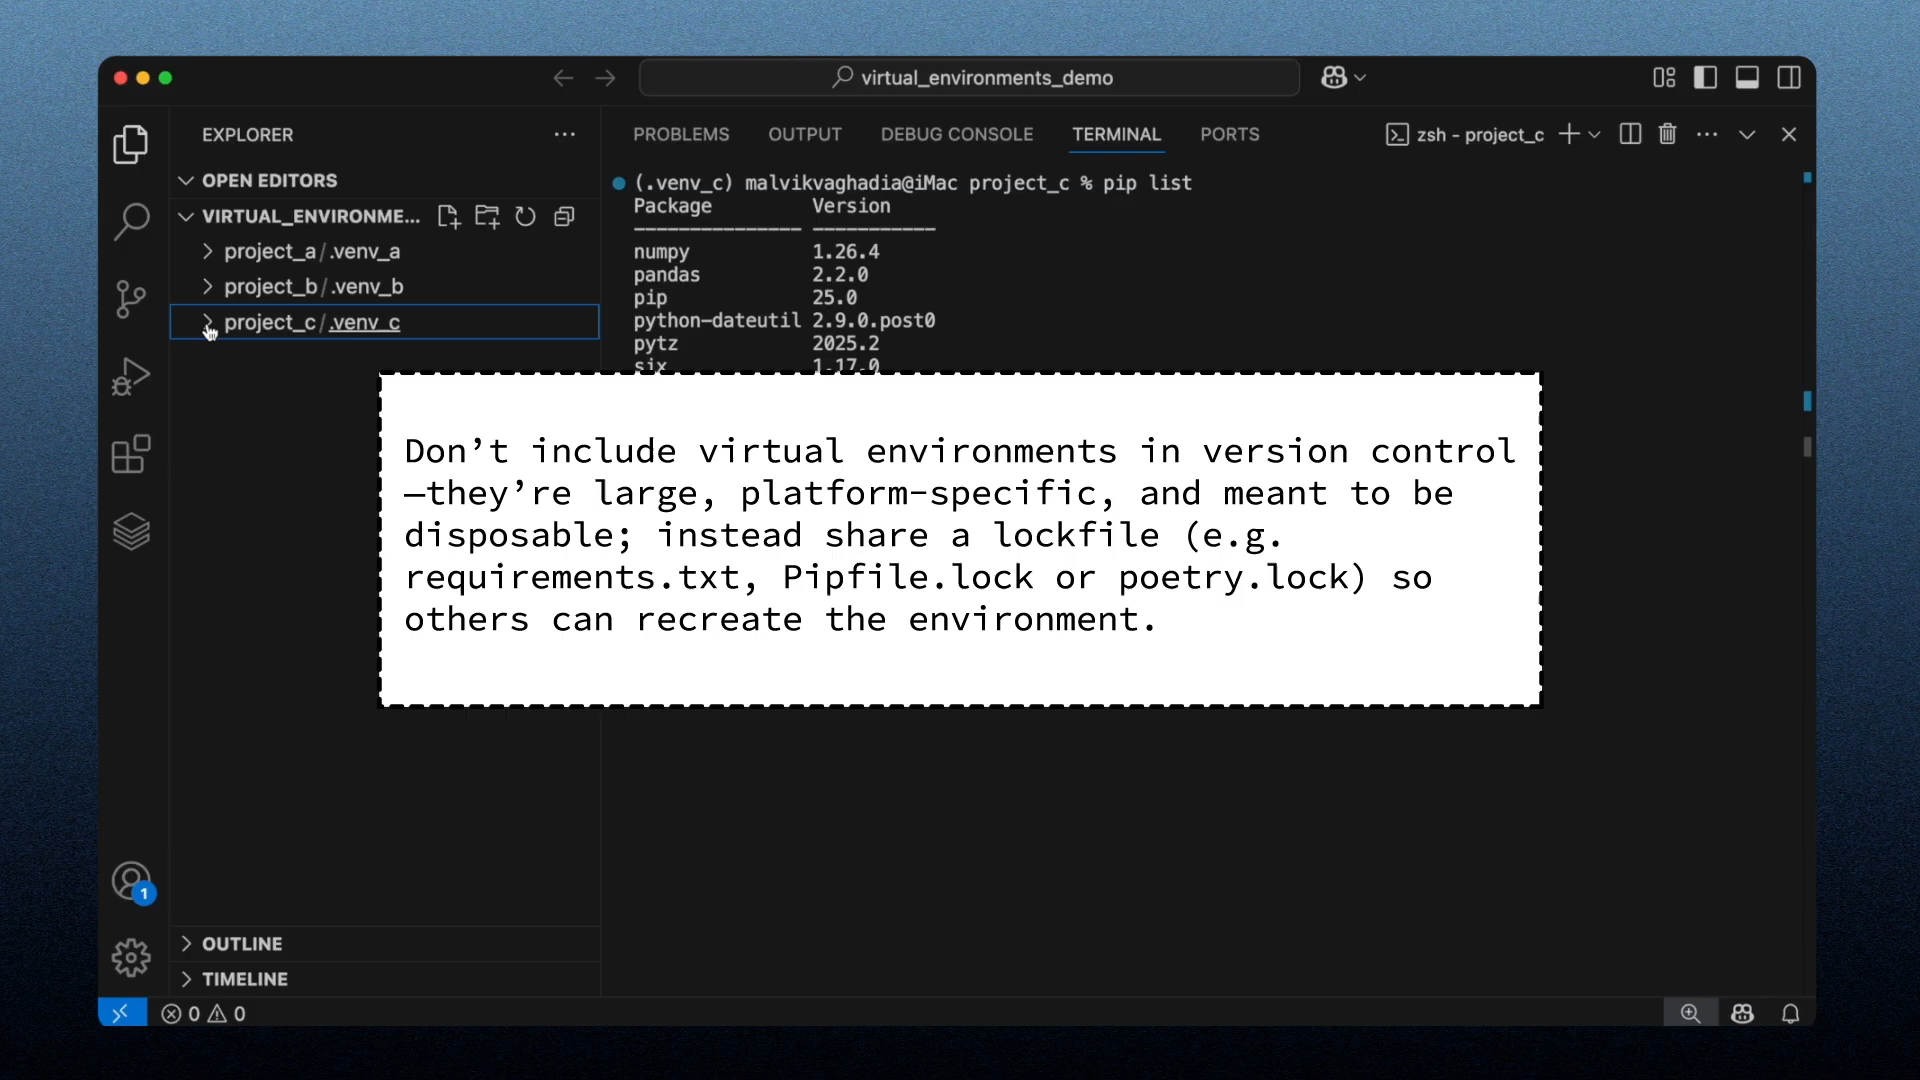 virtual_environments_demo
EXPLORER
OPEN EDITORS
VIRTUAL_ENVIRONME...
project_a/.venv_a
project_b/.venv_b
project_c/.venv_c
PROBLEMS OUTPUT DEBUG CONSOLE TERMINAL PORTS
zsh - project_c
(.venv_c) malvikvaghadia@iMac project_c % pip list
Package Version
--------------- -----------
numpy 1.26.4
pandas 2.2.0
pip 25.0
python-dateutil 2.9.0.post0
pytz 2025.2
six 1.17.0
Don’t include virtual environments in version control
—they’re large, platform-specific, and meant to be
disposable; instead share a lockfile (e.g.
requirements.txt, Pipfile.lock or poetry.lock) so
others can recreate the environment.
1
OUTLINE
TIMELINE
0 0